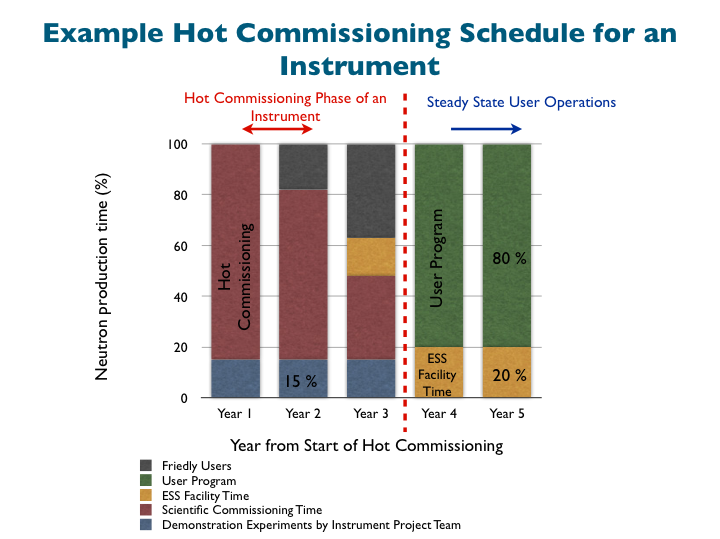 Example Hot Commissioning Schedule for an
Instrument
Hot Commissioning Phase of an
Instrument
Steady State User Operations
Neutron production time (%)
100
80
60
40
20
0
Hot
Commissioning
15 %
User Program
ESS
Facility
Time
80 %
20 %
Year 1
Year 2
Year 3
Year 4
Year 5
Year from Start of Hot Commissioning
Friedly Users
User Program
ESS Facility Time
Scientific Commissioning Time
Demonstration Experiments by Instrument Project Team